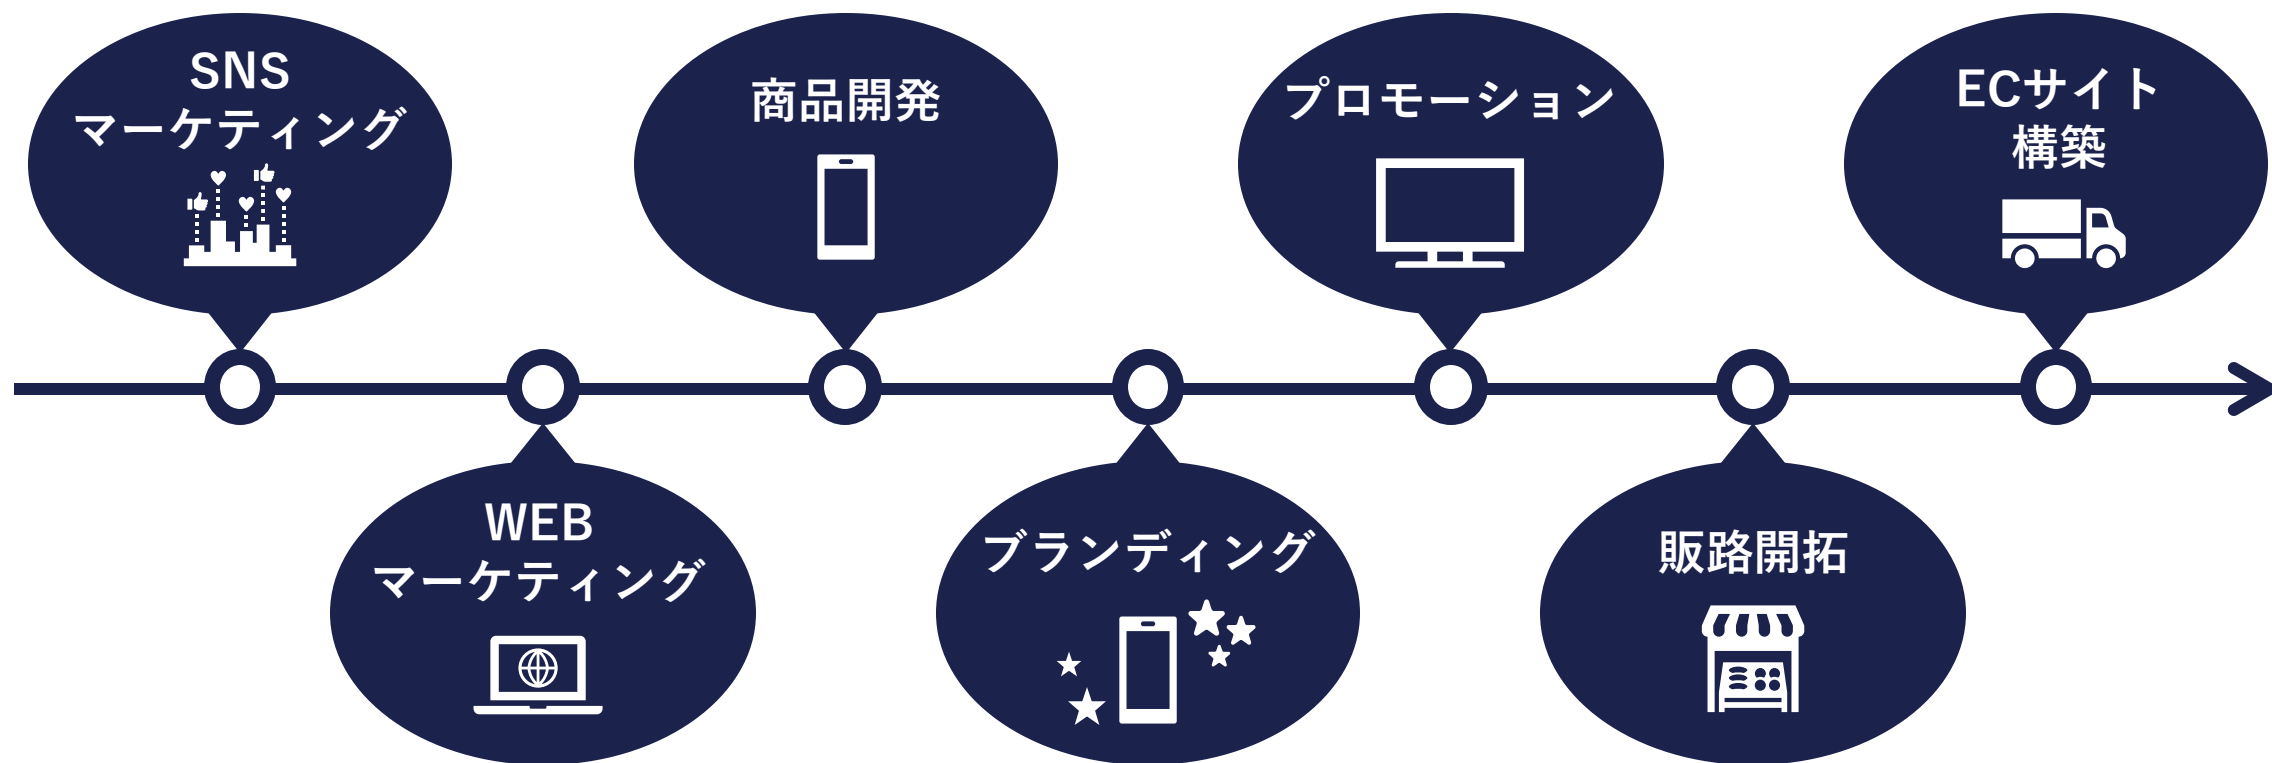 SNS
マーケティング
WEB
マーケティング
商品開発
ブランディング
プロモーション
販路開拓
ECサイト
構築